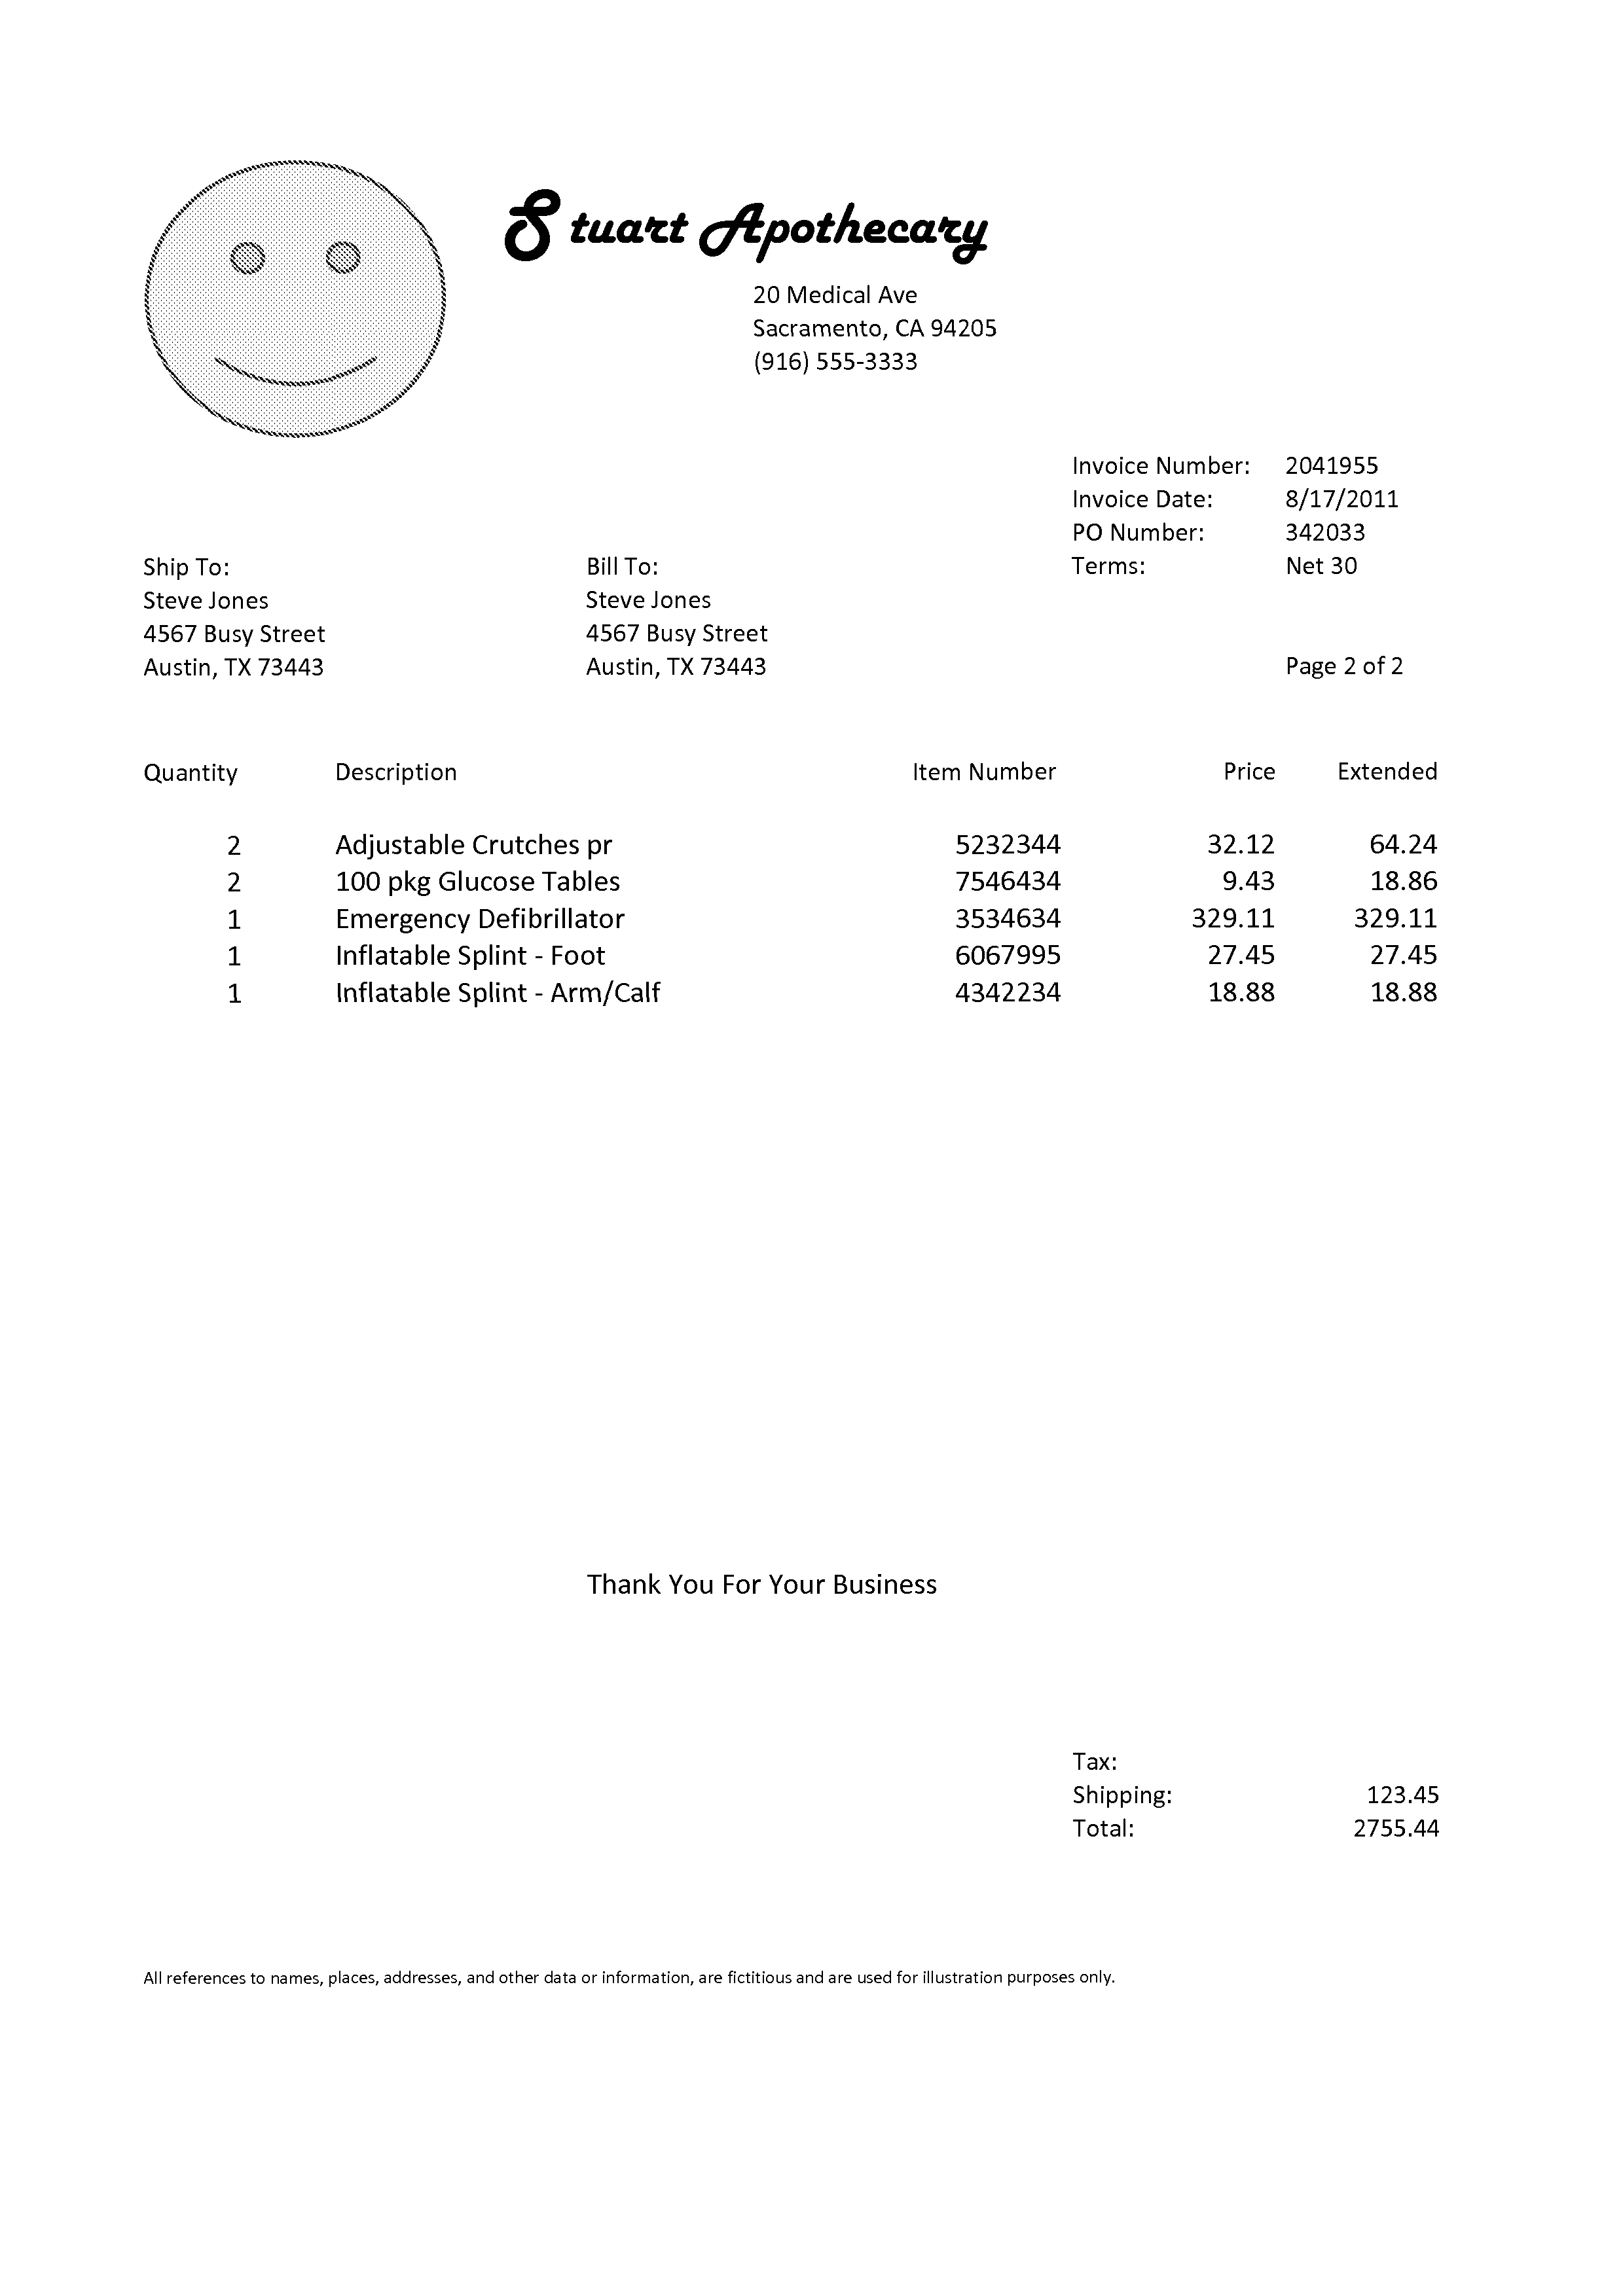 Stuart Apothecary
20 Medical Ave
Sacramento, CA 94205
(916) 555-3333
Invoice Number: 2041955
Invoice Date: 8/17/2011
PO Number: 342033
Terms: Net 30
Ship To:
Steve Jones
4567 Busy Street
Austin, TX 73443
Bill To:
Steve Jones
4567 Busy Street
Austin, TX 73443
Page 2 of 2
Quantity Description Item Number Price Extended
2 Adjustable Crutches pr 5232344 32.12 64.24
2 100 pkg Glucose Tables 7546434 9.43 18.86
1 Emergency Defibrillator 3534634 329.11 329.11
1 Inflatable Splint - Foot 6067995 27.45 27.45
1 Inflatable Splint - Arm/Calf 4342234 18.88 18.88
Thank You For Your Business
Tax:
Shipping: 123.45
Total: 2755.44
All references to names, places, addresses, and other data or information, are fictitious and are used for illustration purposes only.